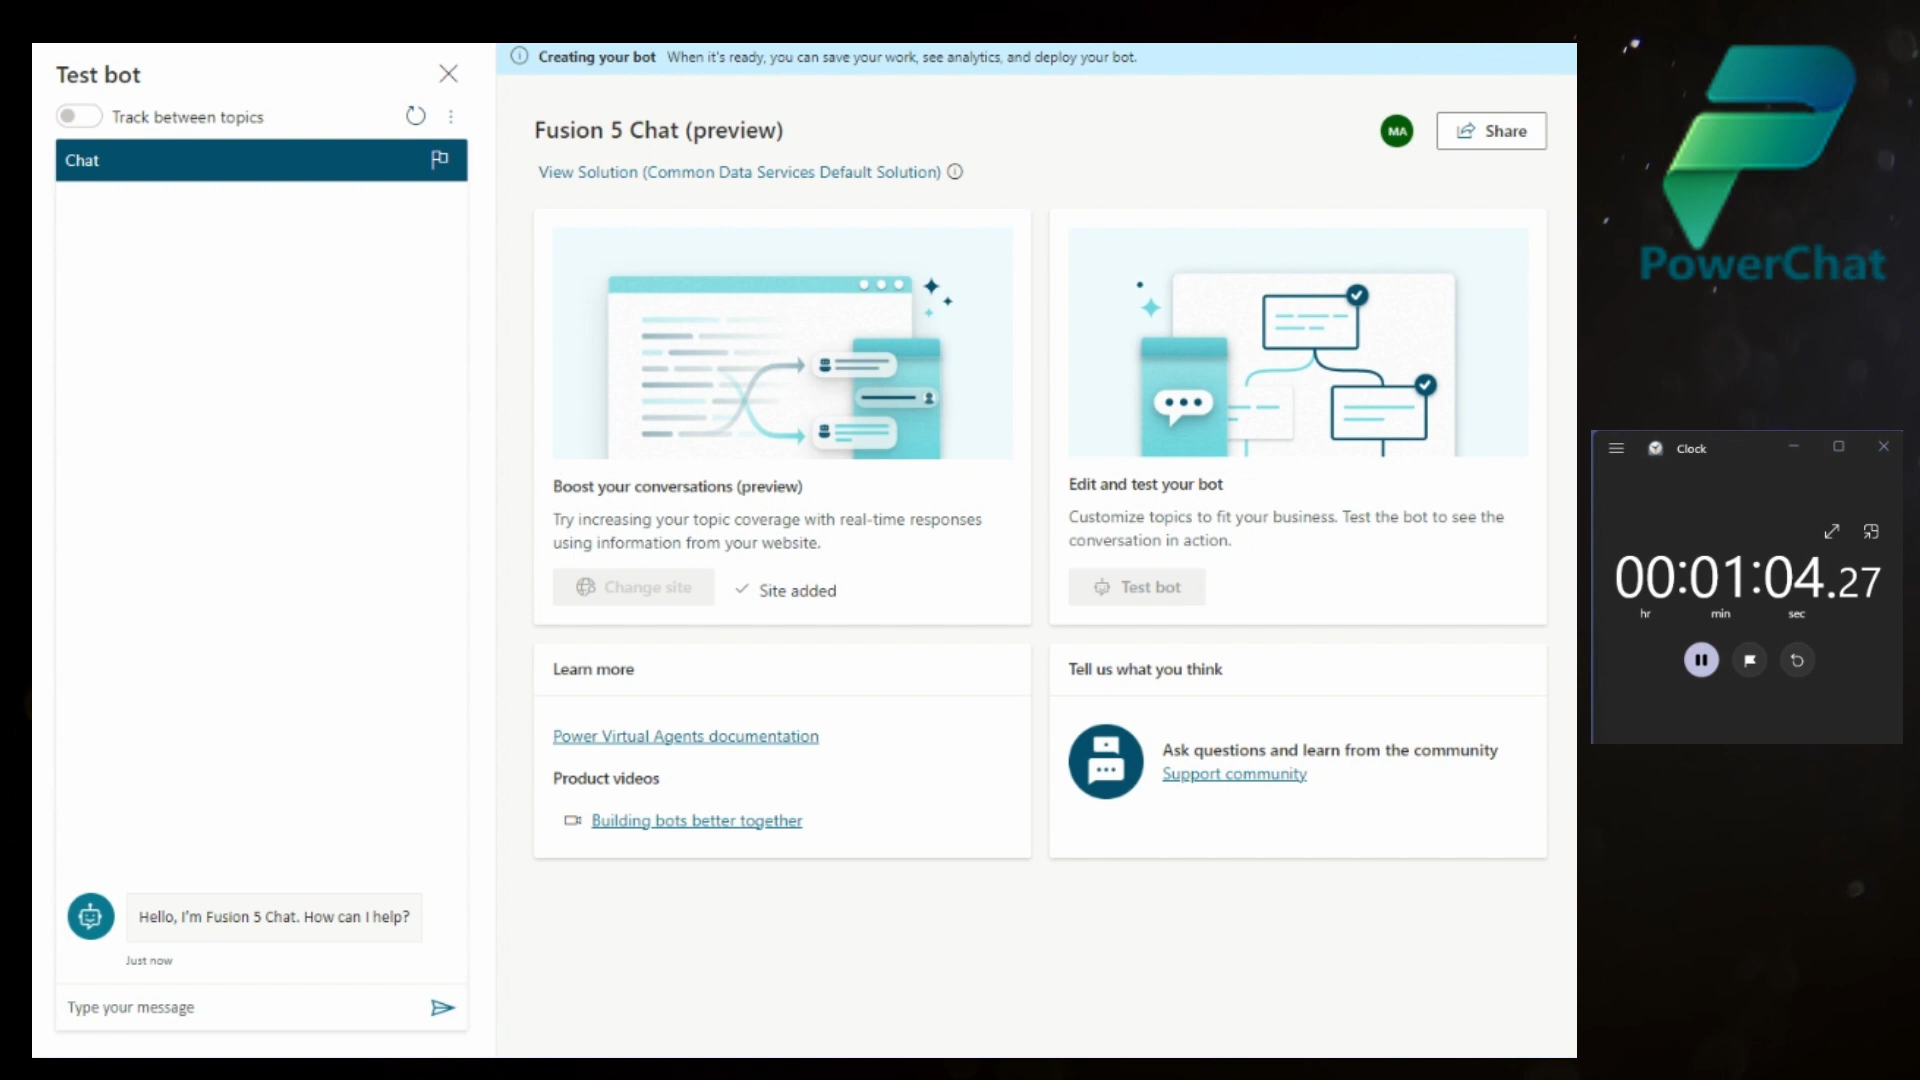 Test bot
Track between topics
Chat
Hello, I'm Fusion 5 Chat. How can I help?
Just now
Type your message
Creating your bot When it's ready, you can save your work, see analytics, and deploy your bot.
Fusion 5 Chat (preview)
MA
Share
View Solution (Common Data Services Default Solution)
Boost your conversations (preview)
Try increasing your topic coverage with real-time responses
using information from your website.
Change site
Site added
Edit and test your bot
Customize topics to fit your business. Test the bot to see the
conversation in action.
Test bot
Learn more
Power Virtual Agents documentation
Product videos
Building bots better together
Tell us what you think
Ask questions and learn from the community
Support community
PowerChat
Clock
00:01:04.27
hr min sec